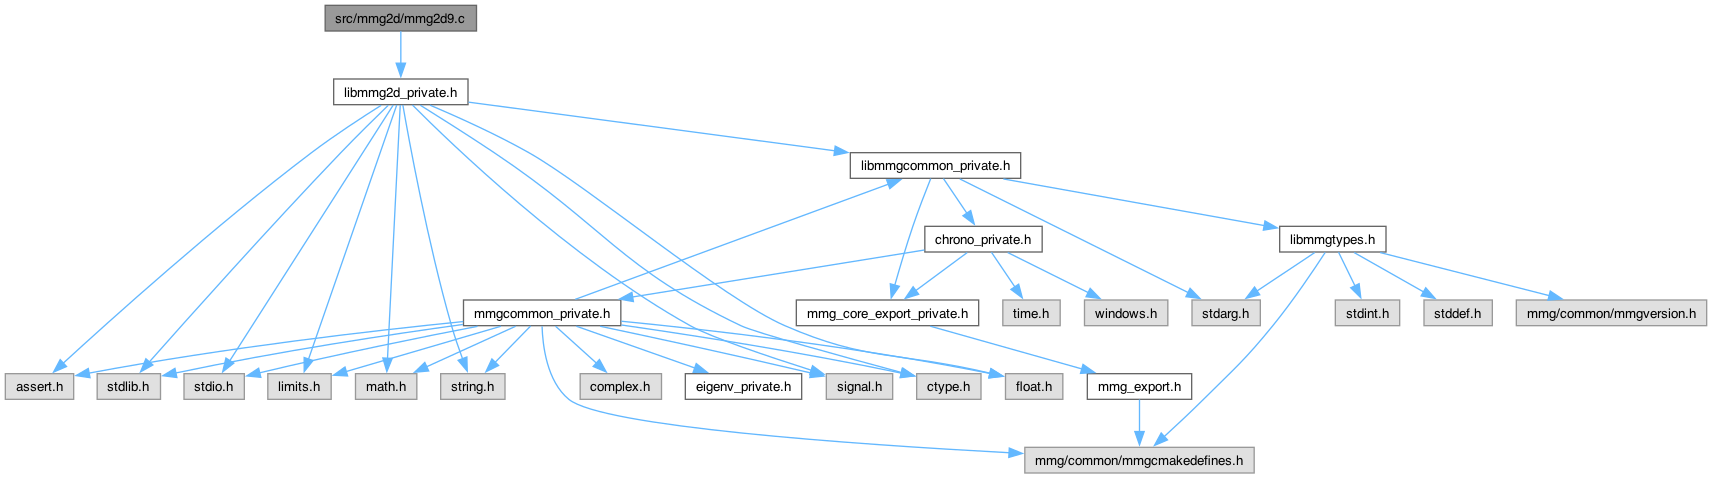 src/mmg2d/mmg2d9.c
libmmg2d_private.h
libmmgcommon_private.h
chrono_private.h
libmmgtypes.h
mmgcommon_private.h
mmg_core_export_private.h
time.h
windows.h
stdarg.h
stdint.h
stddef.h
mmg/common/mmgversion.h
assert.h
stdlib.h
stdio.h
limits.h
math.h
string.h
complex.h
eigenv_private.h
signal.h
ctype.h
float.h
mmg_export.h
mmg/common/mmgcmakedefines.h